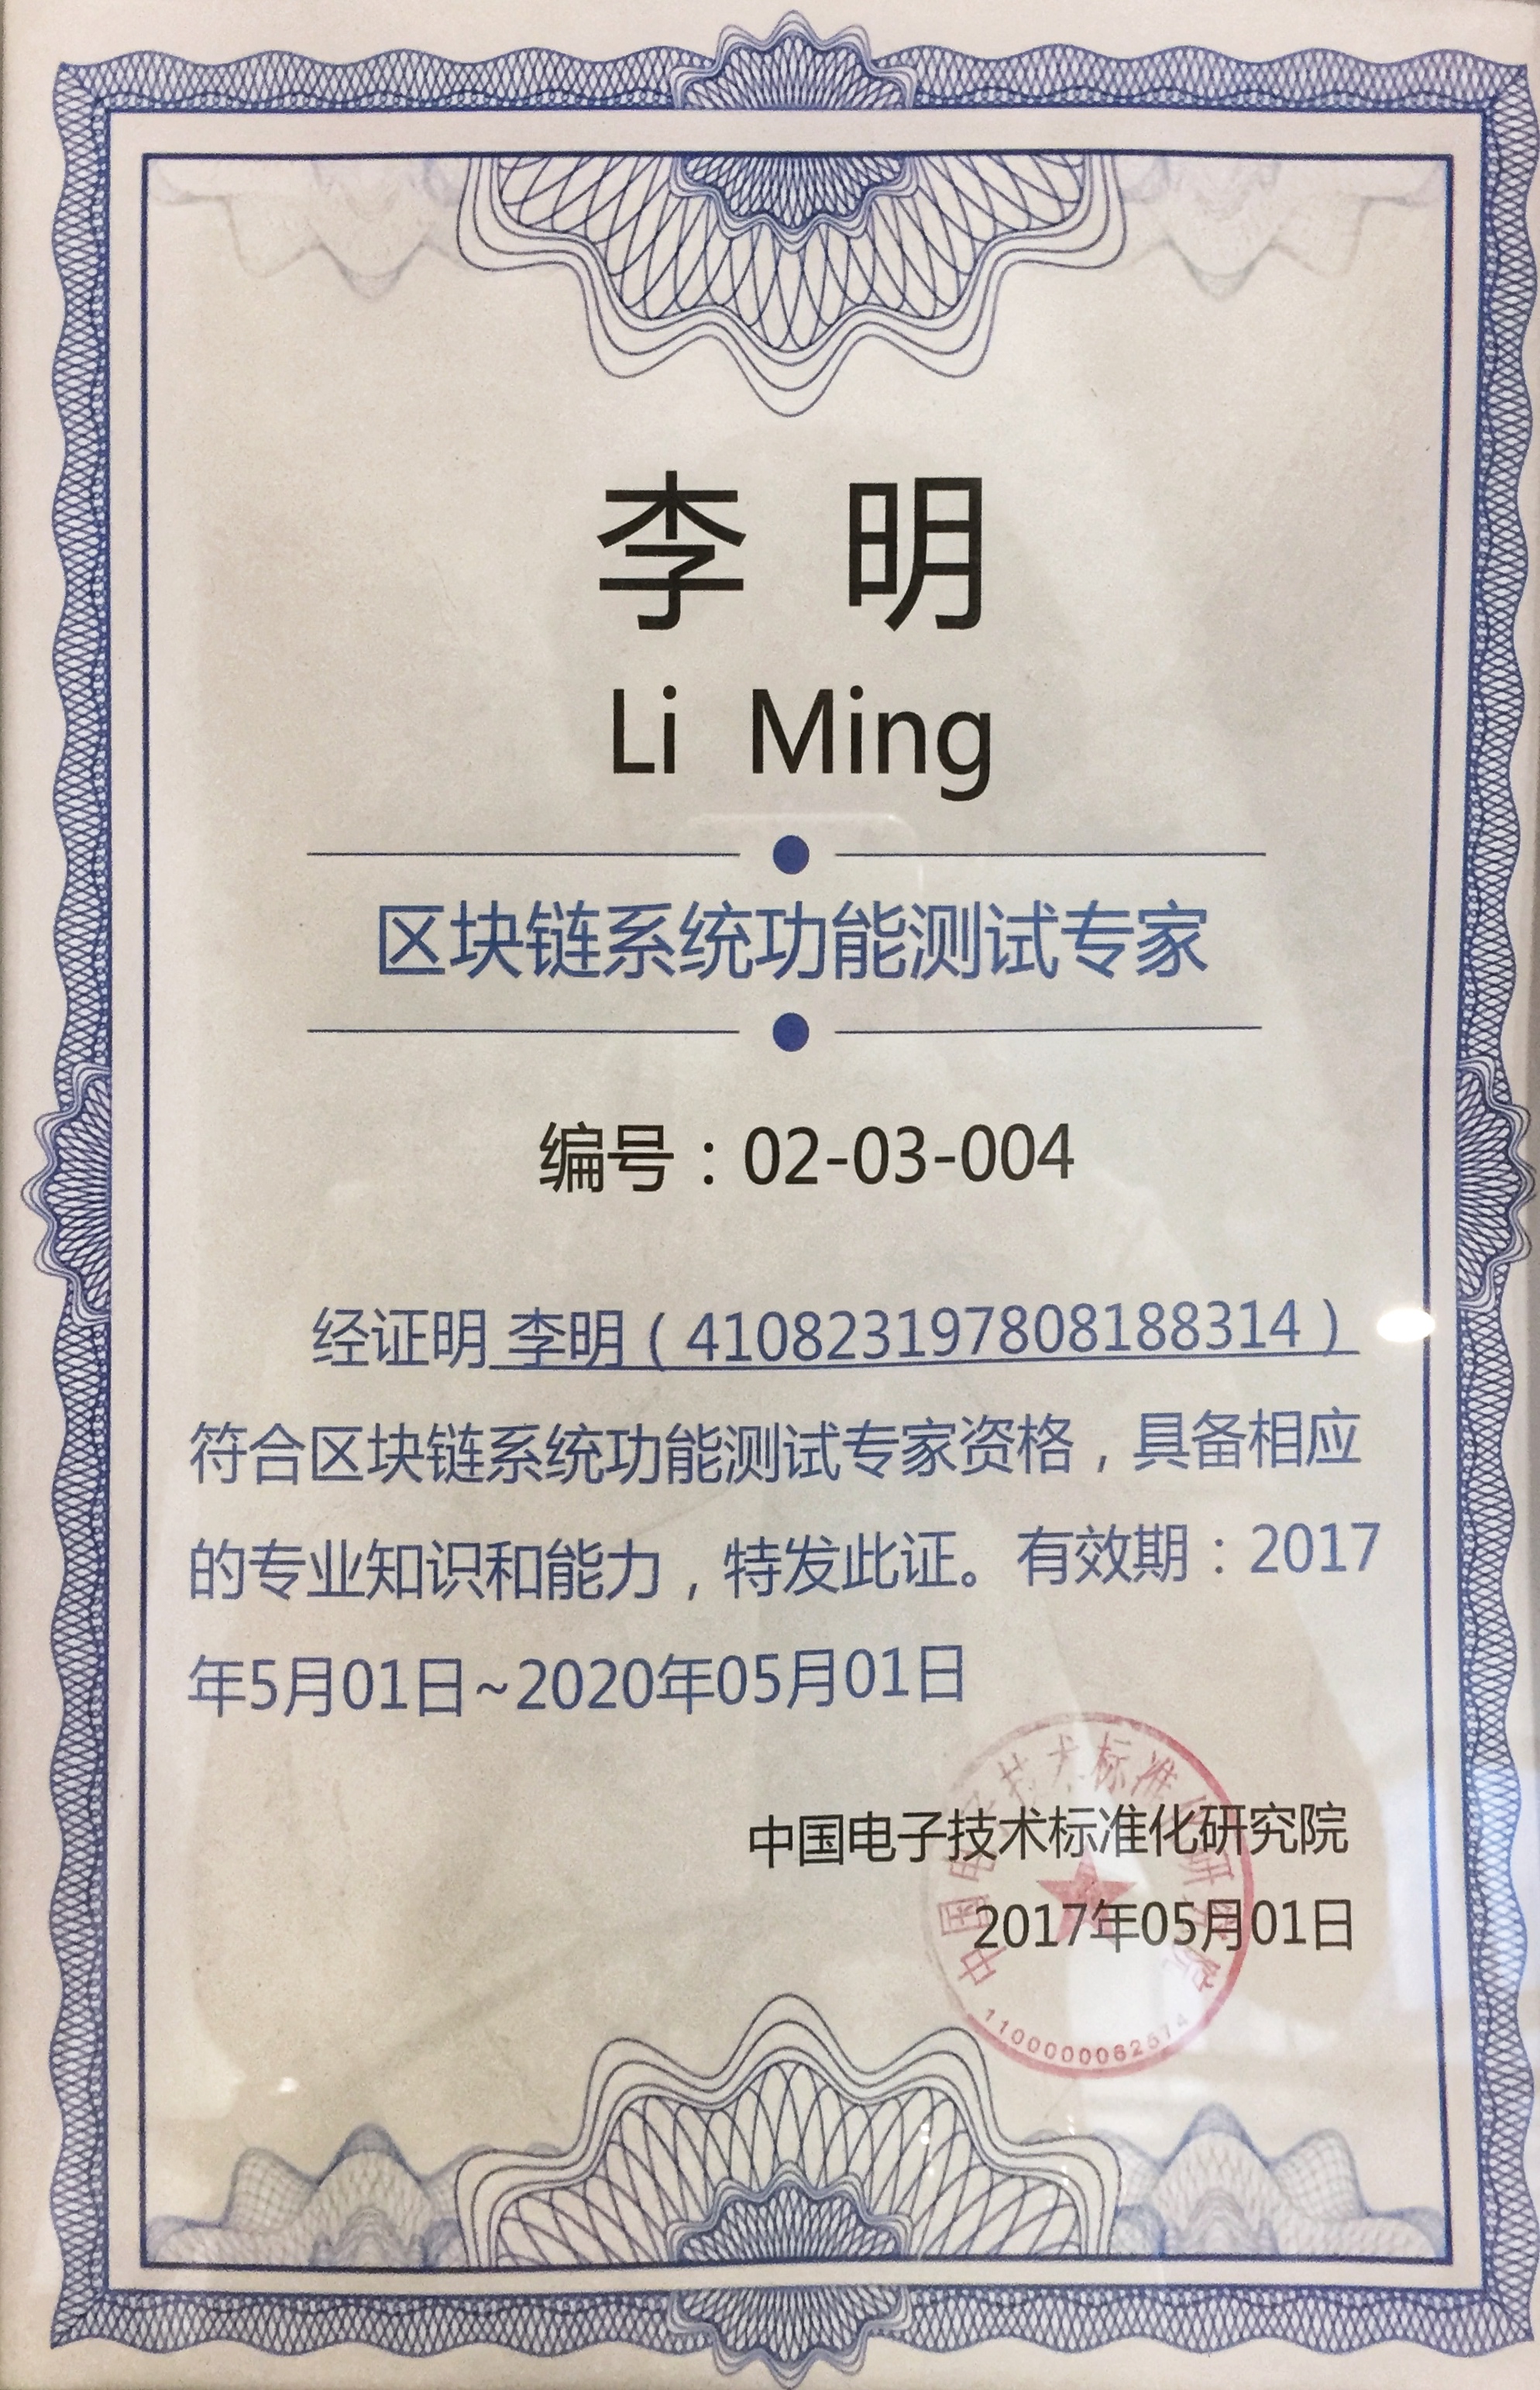 李 明
Li Ming
区块链系统功能测试专家
编号：02-03-004
经证明 李明（410823197808188314）
符合区块链系统功能测试专家资格，具备相应
的专业知识和能力，特发此证。有效期：2017
年5月01日~2020年05月01日
中国电子技术标准化研究院
2017年05月01日
中国电子技术标准化研究院